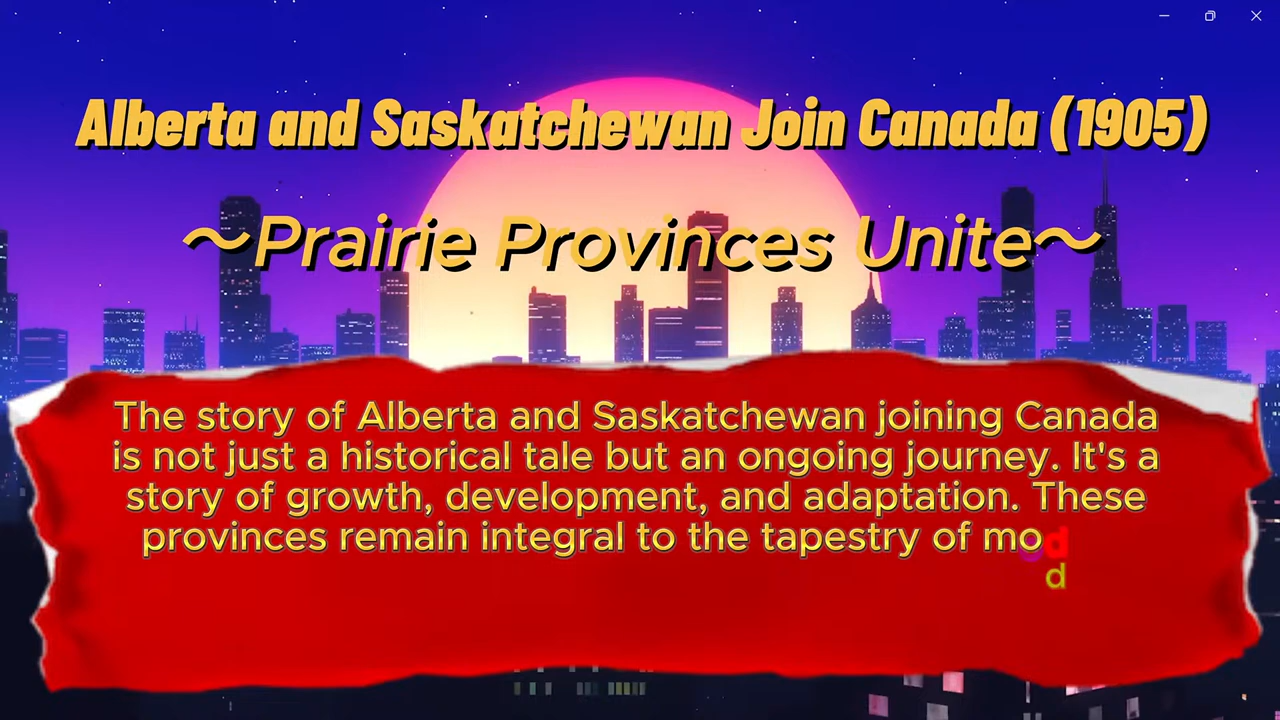 Alberta and Saskatchewan Join Canada (1905)
～Prairie Provinces Unite～
The story of Alberta and Saskatchewan joining Canada
is not just a historical tale but an ongoing journey. It's a
story of growth, development, and adaptation. These
provinces remain integral to the tapestry of mod